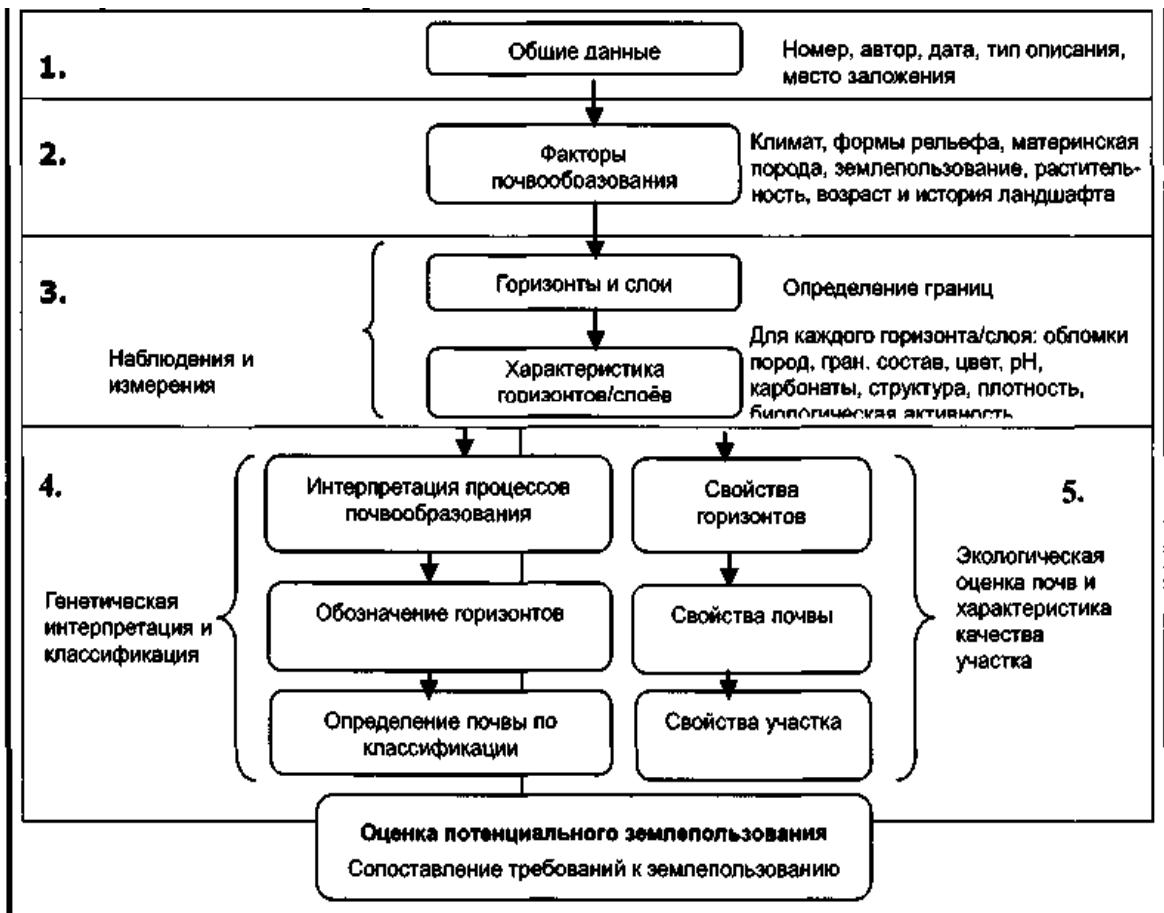 1.
Обшие данные
Номер, автор, дата, тип описания,
место заложения
2.
Факторы
почвообразования
Климат, формы рельефа, материнская
порода, землепользование, раститель-
ность, возраст и история ландшафта
3.
Наблюдения и
измерения
Горизонты и слои
Определение границ
Характеристика
горизонтов/слоёв
Для каждого горизонта/слоя: обломки
пород, гран. состав, цвет, pH,
карбонаты, структура, плотность,
биологическая активность
4.
Генетическая
интерпретация и
классификация
Интерпретация процессов
почвообразования
Обозначение горизонтов
Определение почвы по
классификации
Свойства
горизонтов
Свойства лочвы
Свойства участка
5.
Экологическая
оценка почв и
характеристика
качества
участка
Оценка потенциального землепользования
Сопоставление требований к землепользованию